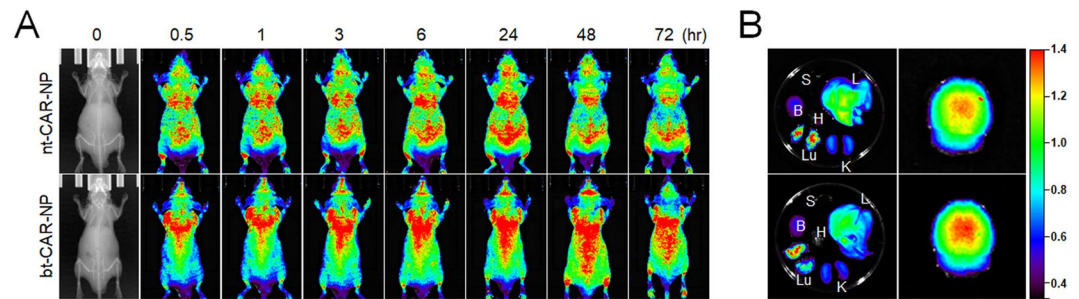 A
0 0.5 1 3 6 24 48 72 (hr)
nt-CAR-NP
bt-CAR-NP
B
S L
B
H
Lu
K
S L
B
H
Lu
K
1.4
1.2
1.0
0.8
0.6
0.4